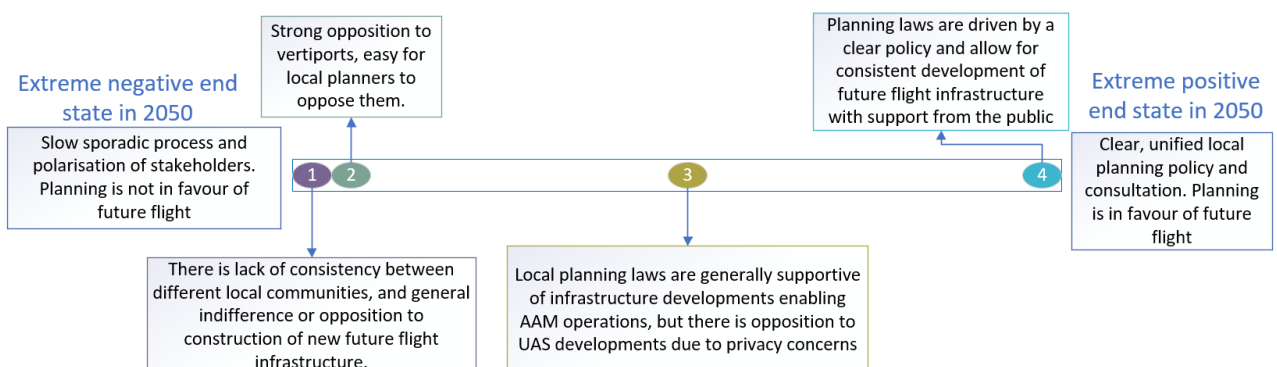 Extreme negative end
state in 2050
Slow sporadic process and
polarisation of stakeholders.
Planning is not in favour of
future flight
Strong opposition to
vertiports, easy for
local planners to
oppose them.
Planning laws are driven by a
clear policy and allow for
consistent development of
future flight infrastructure
with support from the public
Extreme positive
end state in 2050
Clear, unified local
planning policy and
consultation. Planning
is in favour of future
flight
1
2
3
4
There is lack of consistency between
different local communities, and general
indifference or opposition to
construction of new future flight
infrastructure.
Local planning laws are generally supportive
of infrastructure developments enabling
AAM operations, but there is opposition to
UAS developments due to privacy concerns